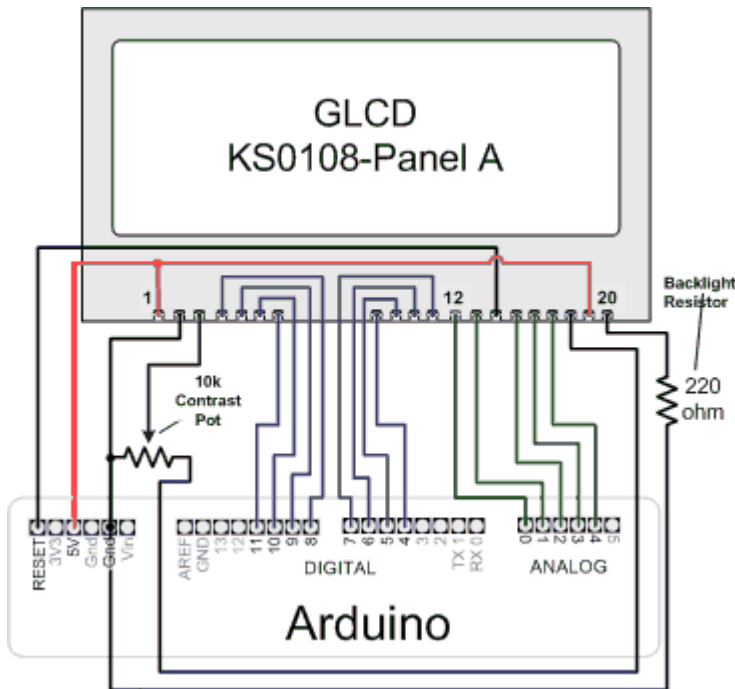 GLCD
KS0108-Panel A
1
12
20
Backlight
Resistor
10k
Contrast
Pot
220
ohm
RESET
3V3
5V
Gnd
Gnd
Vin
AREF
GND
13
12
11
10
9
8
7
6
5
4
3
2
TX 1
RX 0
0
1
2
3
4
5
DIGITAL
ANALOG
Arduino